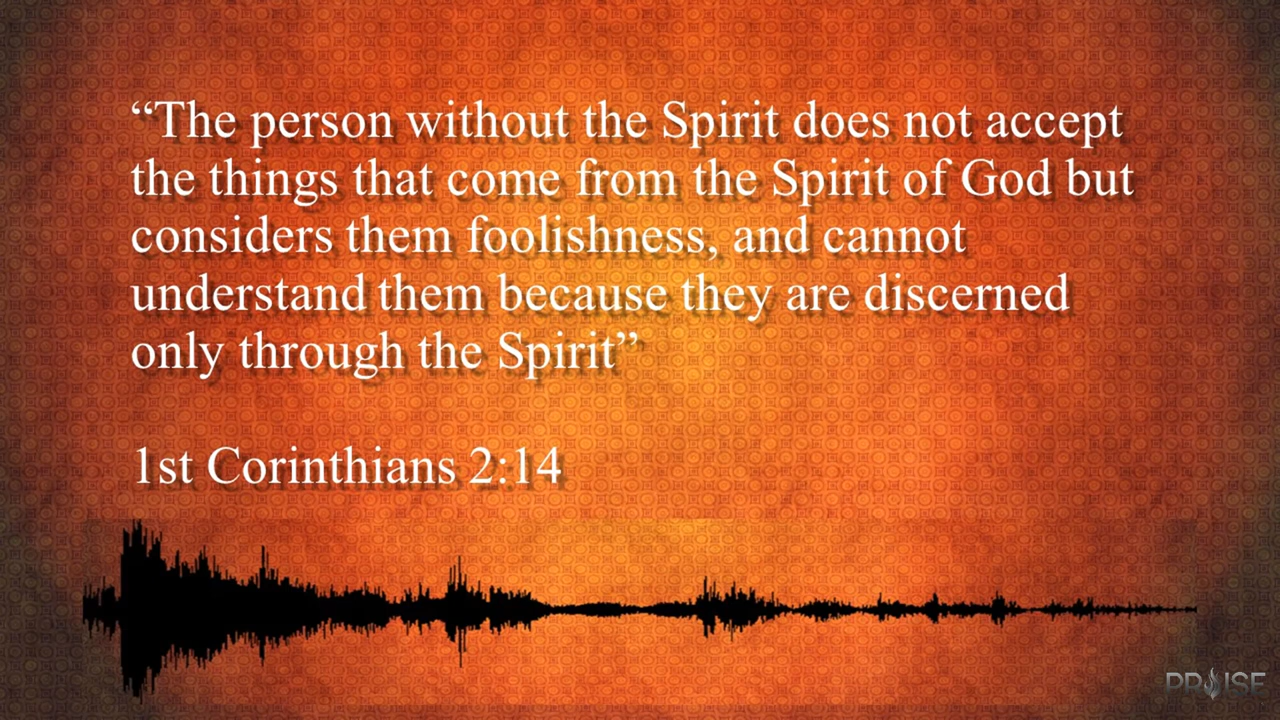 “The person without the Spirit does not accept
the things that come from the Spirit of God but
considers them foolishness, and cannot
understand them because they are discerned
only through the Spirit”
1st Corinthians 2:14
PRAISE